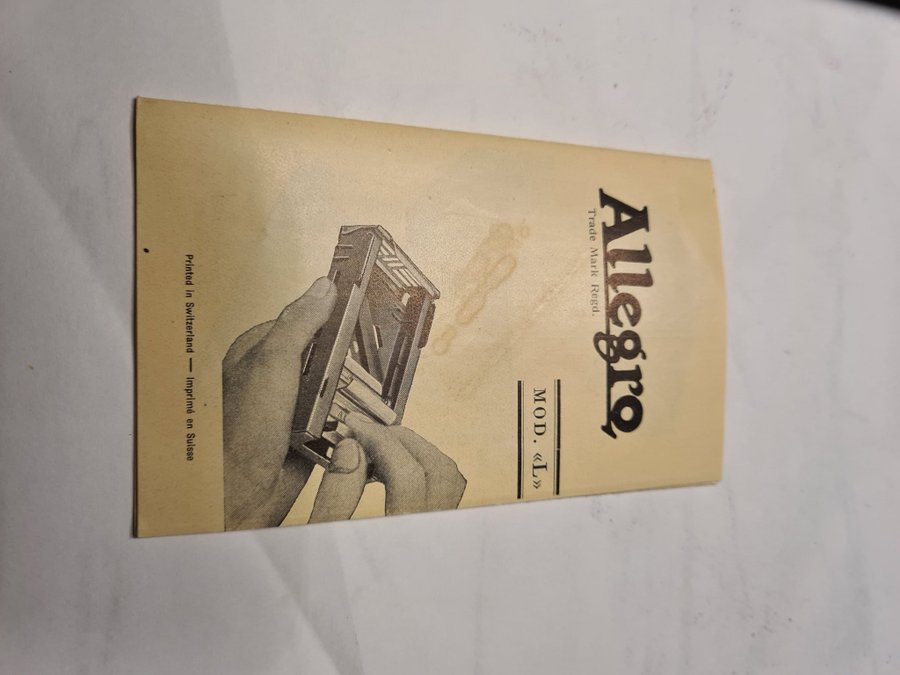 Allegro
Trade Mark Regd.
MOD. «L»
Printed in Switzerland — Imprimé en Suisse